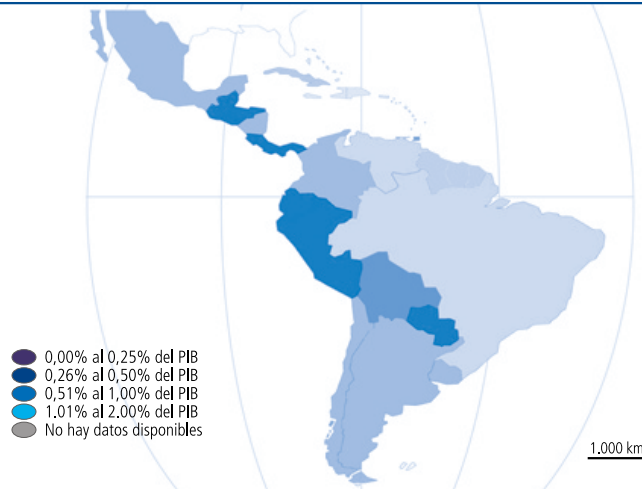 0,00% al 0,25% del PIB
0,26% al 0,50% del PIB
0,51% al 1,00% del PIB
1.01% al 2.00% del PIB
No hay datos disponibles
1.000 km